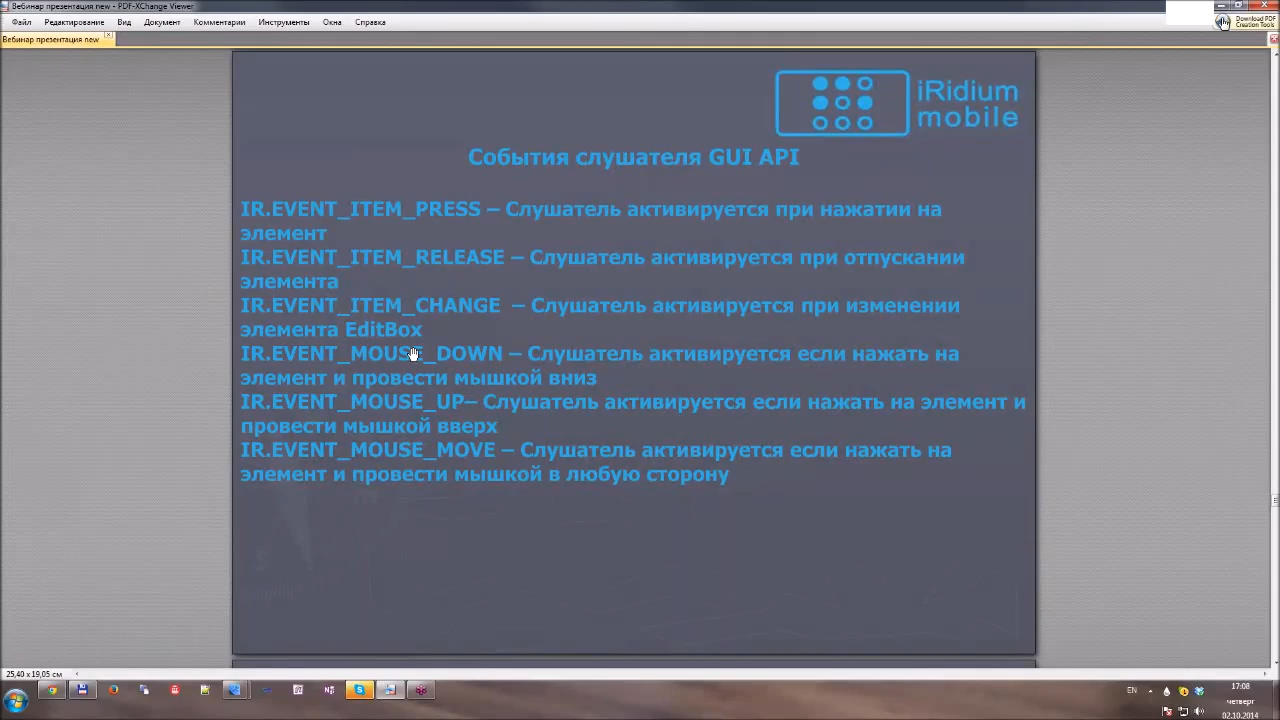 Вебинар презентация new - PDF-XChange Viewer
Файл Редактирование Вид Документ Комментарии Инструменты Окна Справка
Download PDF
Creation Tools
Вебинар презентация new
iRidium
mobile
События слушателя GUI API
IR.EVENT_ITEM_PRESS – Слушатель активируется при нажатии на
элемент
IR.EVENT_ITEM_RELEASE – Слушатель активируется при отпускании
элемента
IR.EVENT_ITEM_CHANGE – Слушатель активируется при изменении
элемента EditBox
IR.EVENT_MOUSE_DOWN – Слушатель активируется если нажать на
элемент и провести мышкой вниз
IR.EVENT_MOUSE_UP– Слушатель активируется если нажать на элемент и
провести мышкой вверх
IR.EVENT_MOUSE_MOVE – Слушатель активируется если нажать на
элемент и провести мышкой в любую сторону
25,40 x 19,05 см
EN
17:08
четверг
02.10.2014